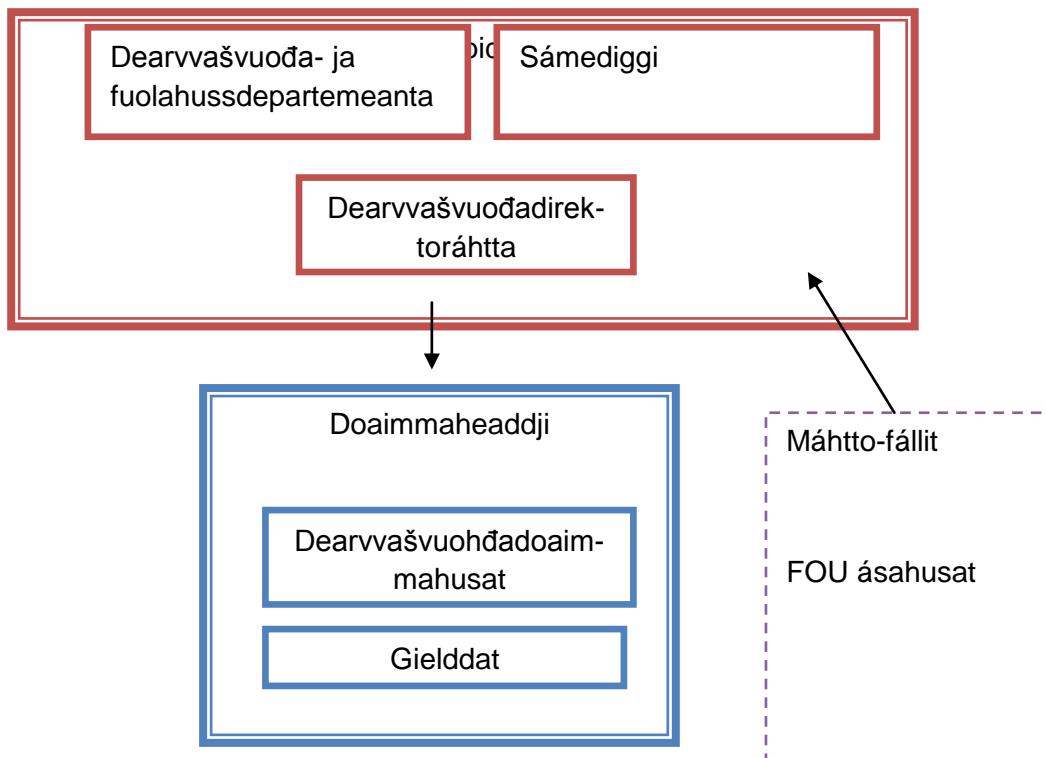 Dearvvašvuođa- ja
fuolahussdepartemeanta
Sámediggi
Dearvvašvuođadirek-
toráhtta
Doaimmaheaddji
Dearvvašvuohđadoaim-
mahusat
Gielddat
Máhtto-fállit
FOU ásahusat